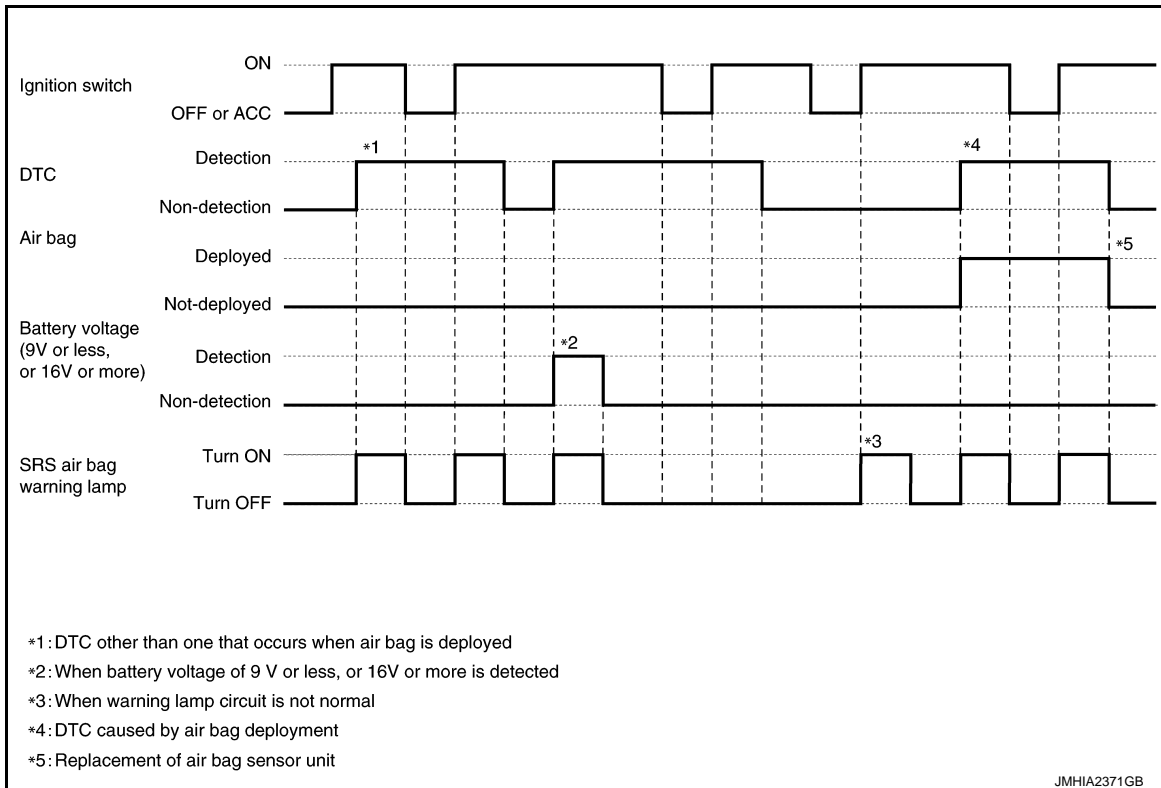 Ignition switch
ON
OFF or ACC
DTC
Detection
*1
*4
Non-detection
Air bag
Deployed
*5
Not-deployed
Battery voltage
(9V or less,
or 16V or more)
Detection
*2
Non-detection
SRS air bag
warning lamp
Turn ON
*3
Turn OFF
*1:DTC other than one that occurs when air bag is deployed
*2:When battery voltage of 9 V or less, or 16V or more is detected
*3:When warning lamp circuit is not normal
*4:DTC caused by air bag deployment
*5:Replacement of air bag sensor unit
JMHIA2371GB